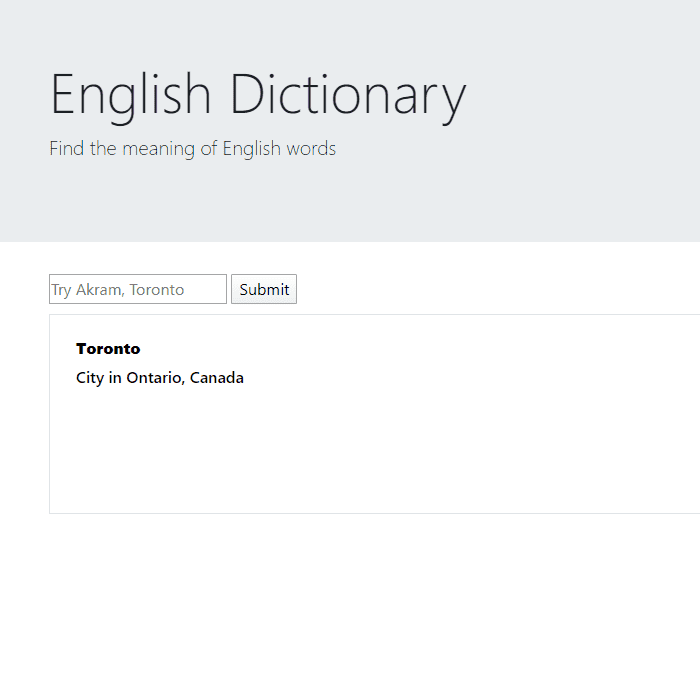 English Dictionary
Find the meaning of English words
Try Akram, Toronto Submit
Toronto
City in Ontario, Canada